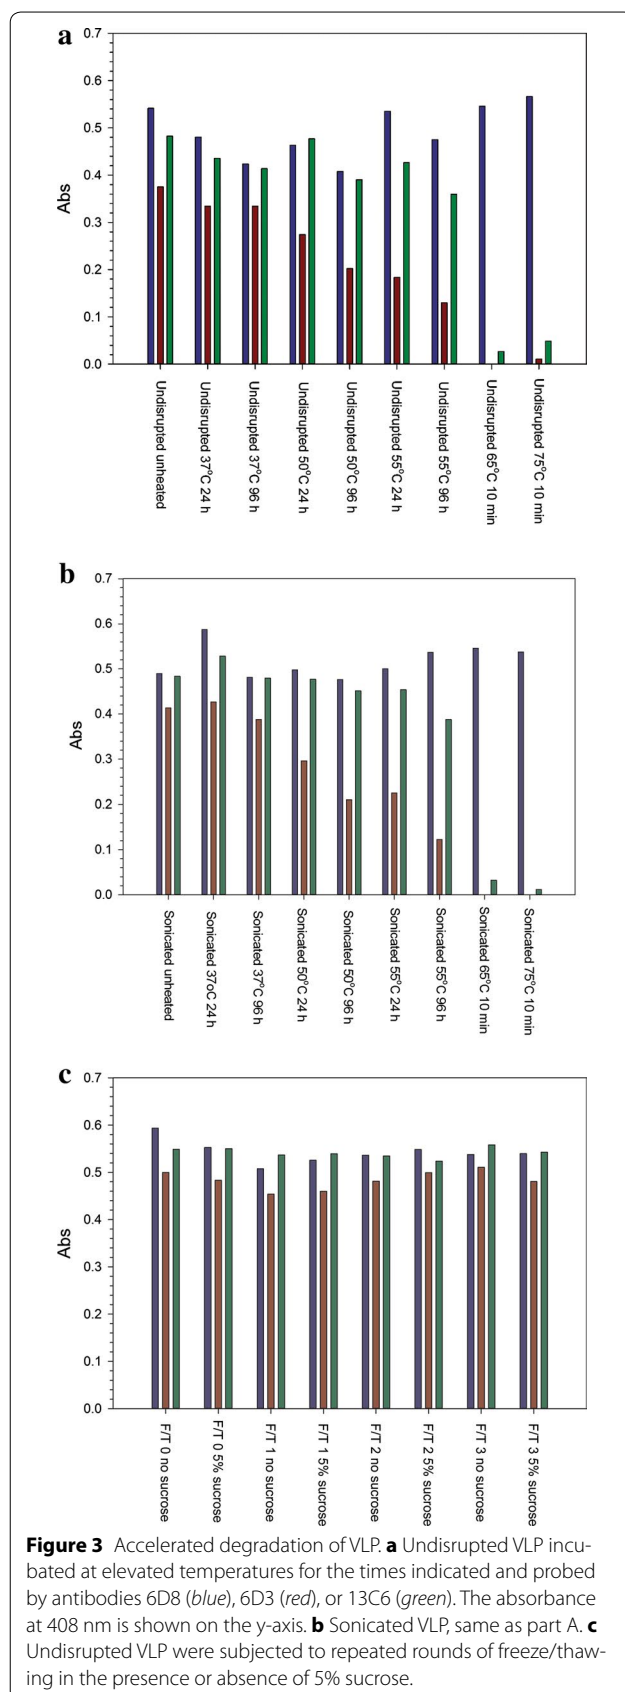 a
0.7
0.6
0.5
0.4
0.3
0.2
0.1
0.0
Abs
Undisrupted unheated
Undisrupted 37°C 24 h
Undisrupted 37°C 96 h
Undisrupted 50°C 24 h
Undisrupted 50°C 96 h
Undisrupted 55°C 24 h
Undisrupted 55°C 96 h
Undisrupted 65°C 10 min
Undisrupted 75°C 10 min
b
0.7
0.6
0.5
0.4
0.3
0.2
0.1
0.0
Abs
Sonicated unheated
Sonicated 37oC 24 h
Sonicated 37°C 96 h
Sonicated 50°C 24 h
Sonicated 50°C 96 h
Sonicated 55°C 24 h
Sonicated 55°C 96 h
Sonicated 65°C 10 min
Sonicated 75°C 10 min
c
0.7
0.6
0.5
0.4
0.3
0.2
0.1
0.0
Abs
F/T 0 no sucrose
F/T 0 5% sucrose
F/T 1 no sucrose
F/T 1 5% sucrose
F/T 2 no sucrose
F/T 2 5% sucrose
F/T 3 no sucrose
F/T 3 5% sucrose
Figure 3 Accelerated degradation of VLP. a Undisrupted VLP incu-
bated at elevated temperatures for the times indicated and probed
by antibodies 6D8 (blue), 6D3 (red), or 13C6 (green). The absorbance
at 408 nm is shown on the y-axis. b Sonicated VLP, same as part A. c
Undisrupted VLP were subjected to repeated rounds of freeze/thaw-
ing in the presence or absence of 5% sucrose.